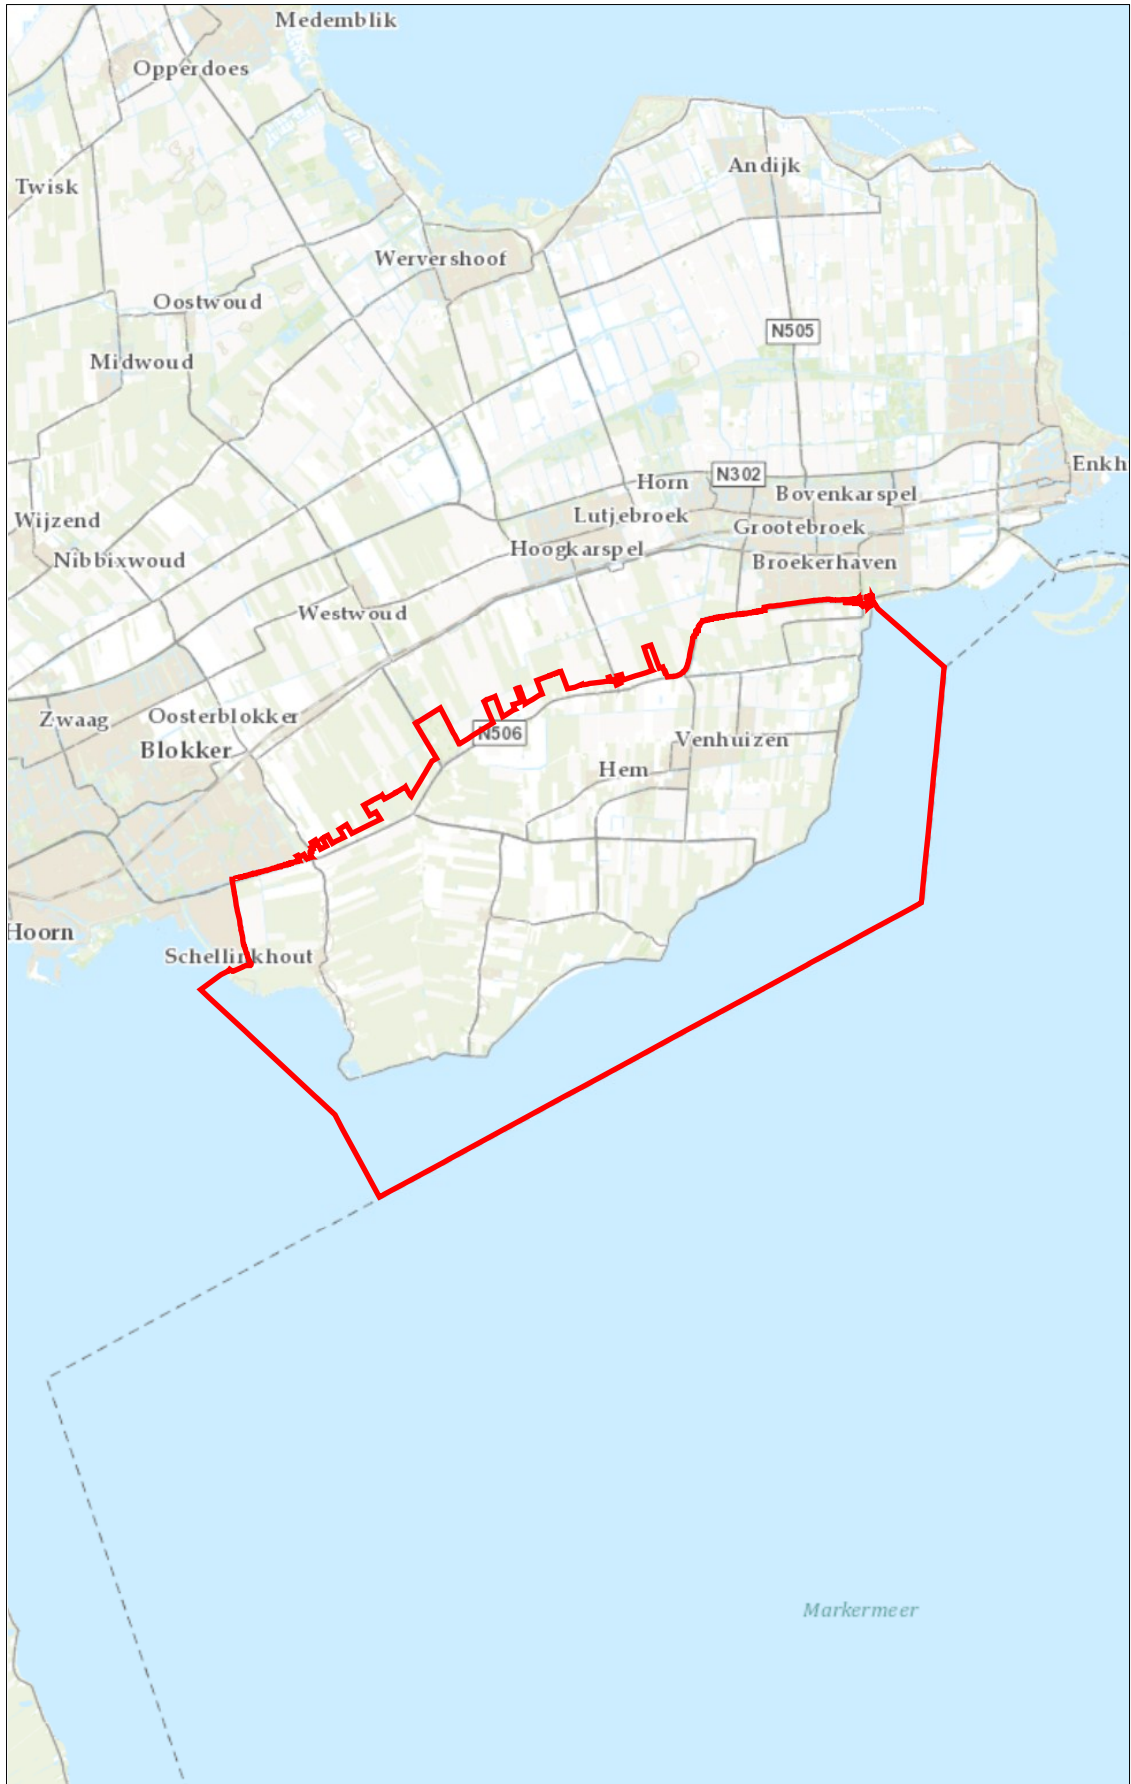 Medemblik
Opperdoes
Andijk
Twisk
Wervershoof
Oostwoud
N505
Midwoud
Enkh
N302
Horn
Bovenkarspel
Lutjebroek
Wijzend
Grootebroek
Hoogkarspel
Nibbixwoud
Broekerhaven
Westwoud
Zwaag
Oosterblokker
N506
Venhuizen
Blokker
Hem
Hoorn
Schellinkhout
Markermeer